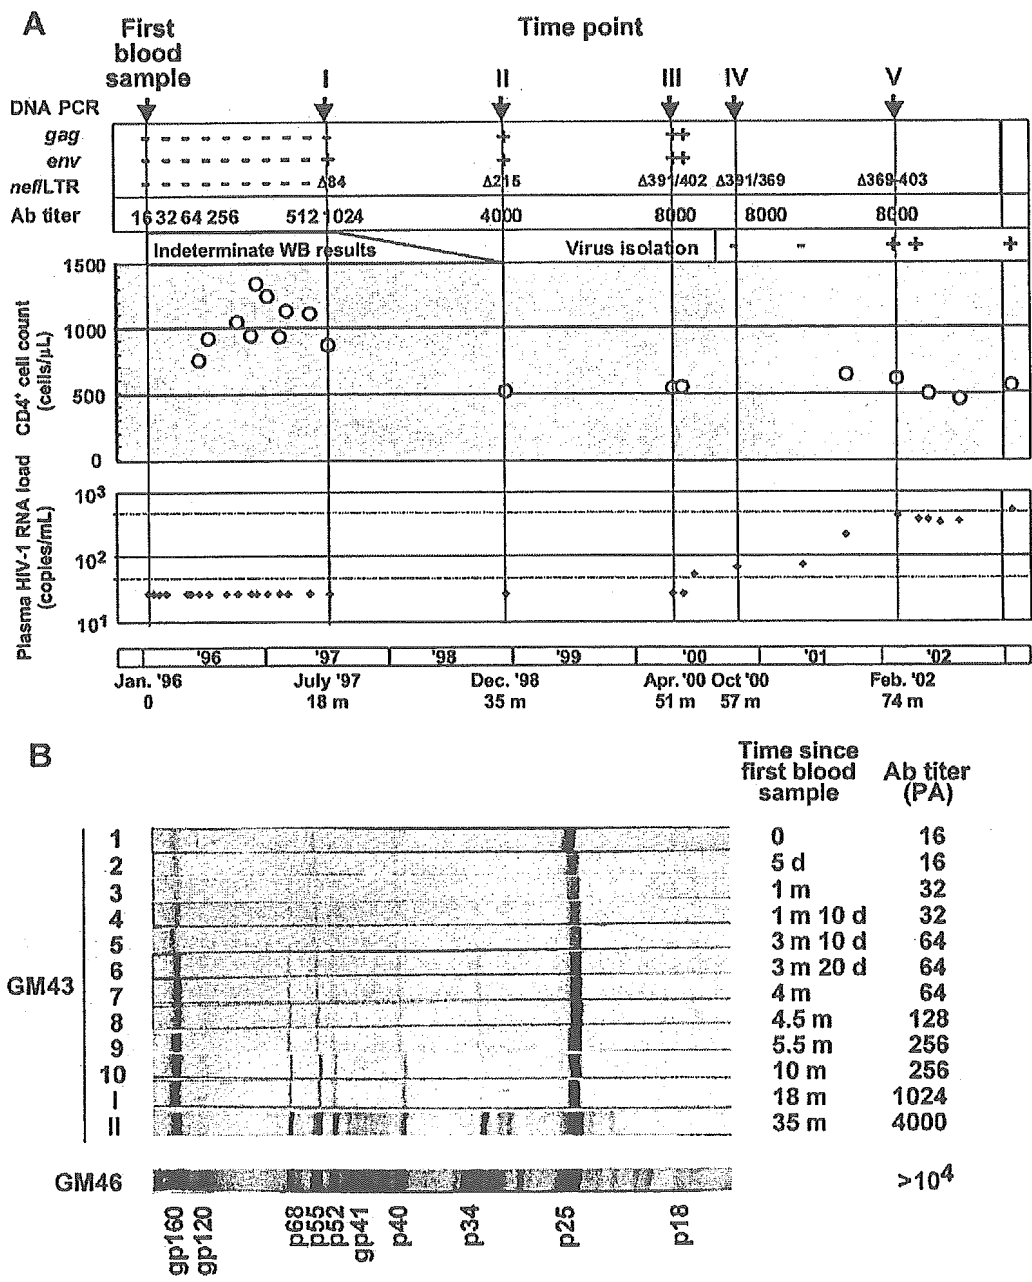 A
First
blood
sample
Time point
I II III IV V
DNA PCR
gag - - - - - - - - - - + ++
env - - - - - - - - - + + ++
nef/LTR - - - - - - - - - Δ84 Δ215 Δ391/402 Δ391/369 Δ369-403
Ab titer 16 32 64 256 512 1024 4000 8000 8000 8000
Indeterminate WB results Virus isolation - - + + +
CD4+ cell count
(cells/μL)
1500
1000
500
0
Plasma HIV-1 RNA load
(copies/mL)
10³
10²
10¹
'96 '97 '98 '99 '00 '01 '02
Jan. '96 July '97 Dec. '98 Apr. '00 Oct '00 Feb. '02
0 18 m 35 m 51 m 57 m 74 m
B
Time since
first blood
sample
Ab titer
(PA)
GM43
1 0 16
2 5 d 16
3 1 m 32
4 1 m 10 d 32
5 3 m 10 d 64
6 3 m 20 d 64
7 4 m 64
8 4.5 m 128
9 5.5 m 256
10 10 m 256
I 18 m 1024
II 35 m 4000
GM46 >10⁴
gp160 gp120 p68 p55 p52 gp41 p40 p34 p25 p18